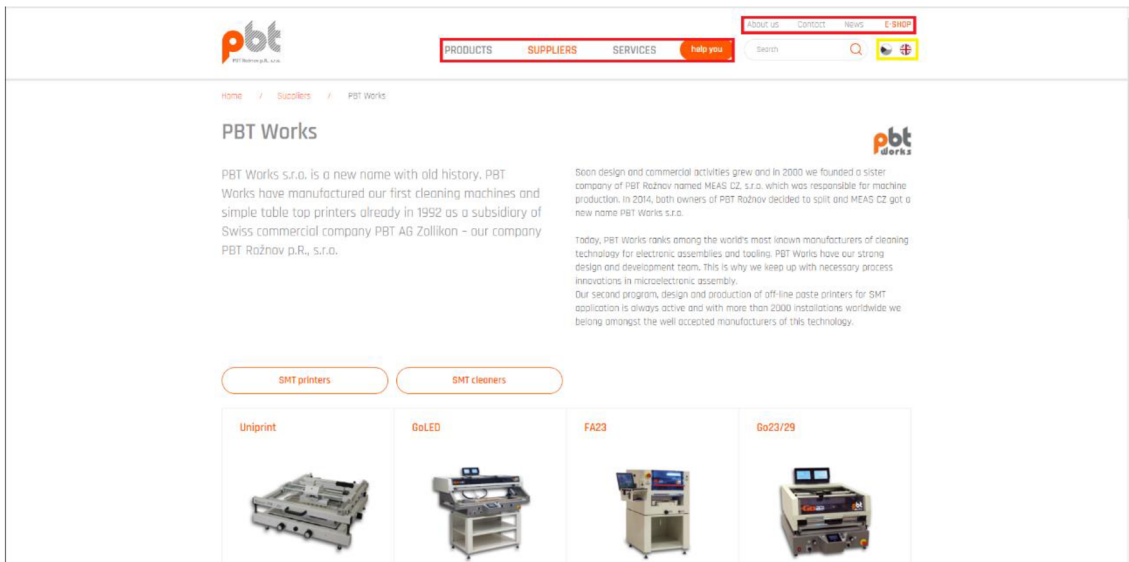 About us Contact News E-SHOP
pbt
PBT Rožnov p.R., s.r.o.
PRODUCTS SUPPLIERS SERVICES help you Search
Home / Suppliers / PBT Works
PBT Works
pbt
works
PBT Works s.r.o. is a new name with old history. PBT
Works have manufactured our first cleaning machines and
simple table top printers already in 1992 as a subsidiary of
Swiss commercial company PBT AG Zollikon – our company
PBT Rožnov p.R., s.r.o.
Soon design and commercial activities grew and in 2000 we founded a sister
company of PBT Rožnov named MEAS CZ, s.r.o. which was responsible for machine
production. In 2014, both owners of PBT Rožnov decided to split and MEAS CZ got a
new name PBT Works s.r.o.
Today, PBT Works ranks among the world's most known manufacturers of cleaning
technology for electronic assemblies and tooling. PBT Works have our strong
design and development team. This is why we keep up with necessary process
innovations in microelectronic assembly.
Our second program, design and production of off-line paste printers for SMT
application is always active and with more than 2000 installations worldwide we
belong amongst the well accepted manufacturers of this technology.
SMT printers SMT cleaners
Uniprint GoLED FA23 Go23/29